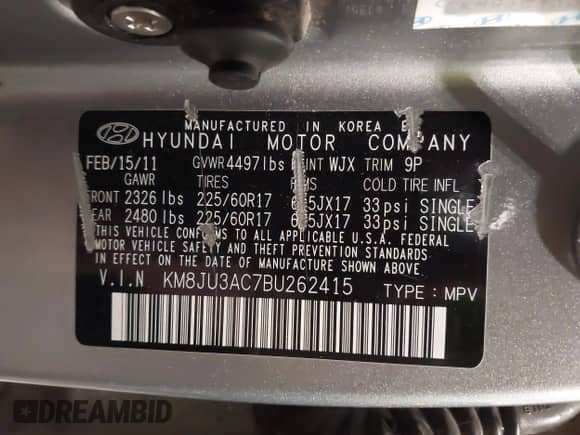 MANUFACTURED IN KOREA BY
HYUNDAI MOTOR COMPANY
FEB/15/11 GVWR 4497lbs PAINT WJX TRIM 9P
GAWR TIRES RIMS COLD TIRE INFL
FRONT 2326 lbs 225/60R17 6.5JX17 33psi SINGLE
REAR 2480 lbs 225/60R17 6.5JX17 33psi SINGLE
THIS VEHICLE CONFORMS TO ALL APPLICABLE U.S.A. FEDERAL
MOTOR VEHICLE SAFETY AND THEFT PREVENTION STANDARDS
IN EFFECT ON THE DATE OF MANUFACTURE SHOWN ABOVE.
V.I.N KM8JU3AC7BU262415 TYPE : MPV
DREAMBID